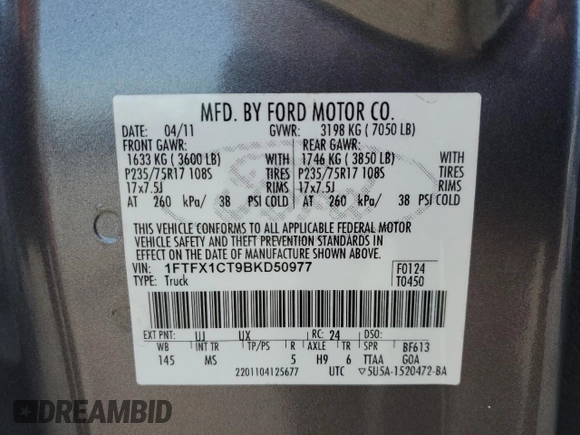 MFD. BY FORD MOTOR CO.
DATE: 04/11 GVWR: 3198 KG ( 7050 LB)
FRONT GAWR: REAR GAWR:
1633 KG ( 3600 LB) WITH 1746 KG ( 3850 LB) WITH
P235/75R17 108S TIRES P235/75R17 108S TIRES
17x7.5J RIMS 17x7.5J RIMS
AT 260 kPa/ 38 PSI COLD AT 260 kPa/ 38 PSI COLD
THIS VEHICLE CONFORMS TO ALL APPLICABLE FEDERAL MOTOR
VEHICLE SAFETY AND THEFT PREVENTION STANDARDS IN
EFFECT ON THE DATE OF MANUFACTURE SHOWN ABOVE.
VIN: 1FTFX1CT9BKD50977 F0124
TYPE: Truck T0450
EXT PNT: UJ UX RC: 24 DSO:
WB INT TR TP/PS R AXLE TR SPR BF613
145 MS 5 H9 6 TTAA GOA
2201104125677 UTC ▽5U5A-1520472-BA
DREAMBID